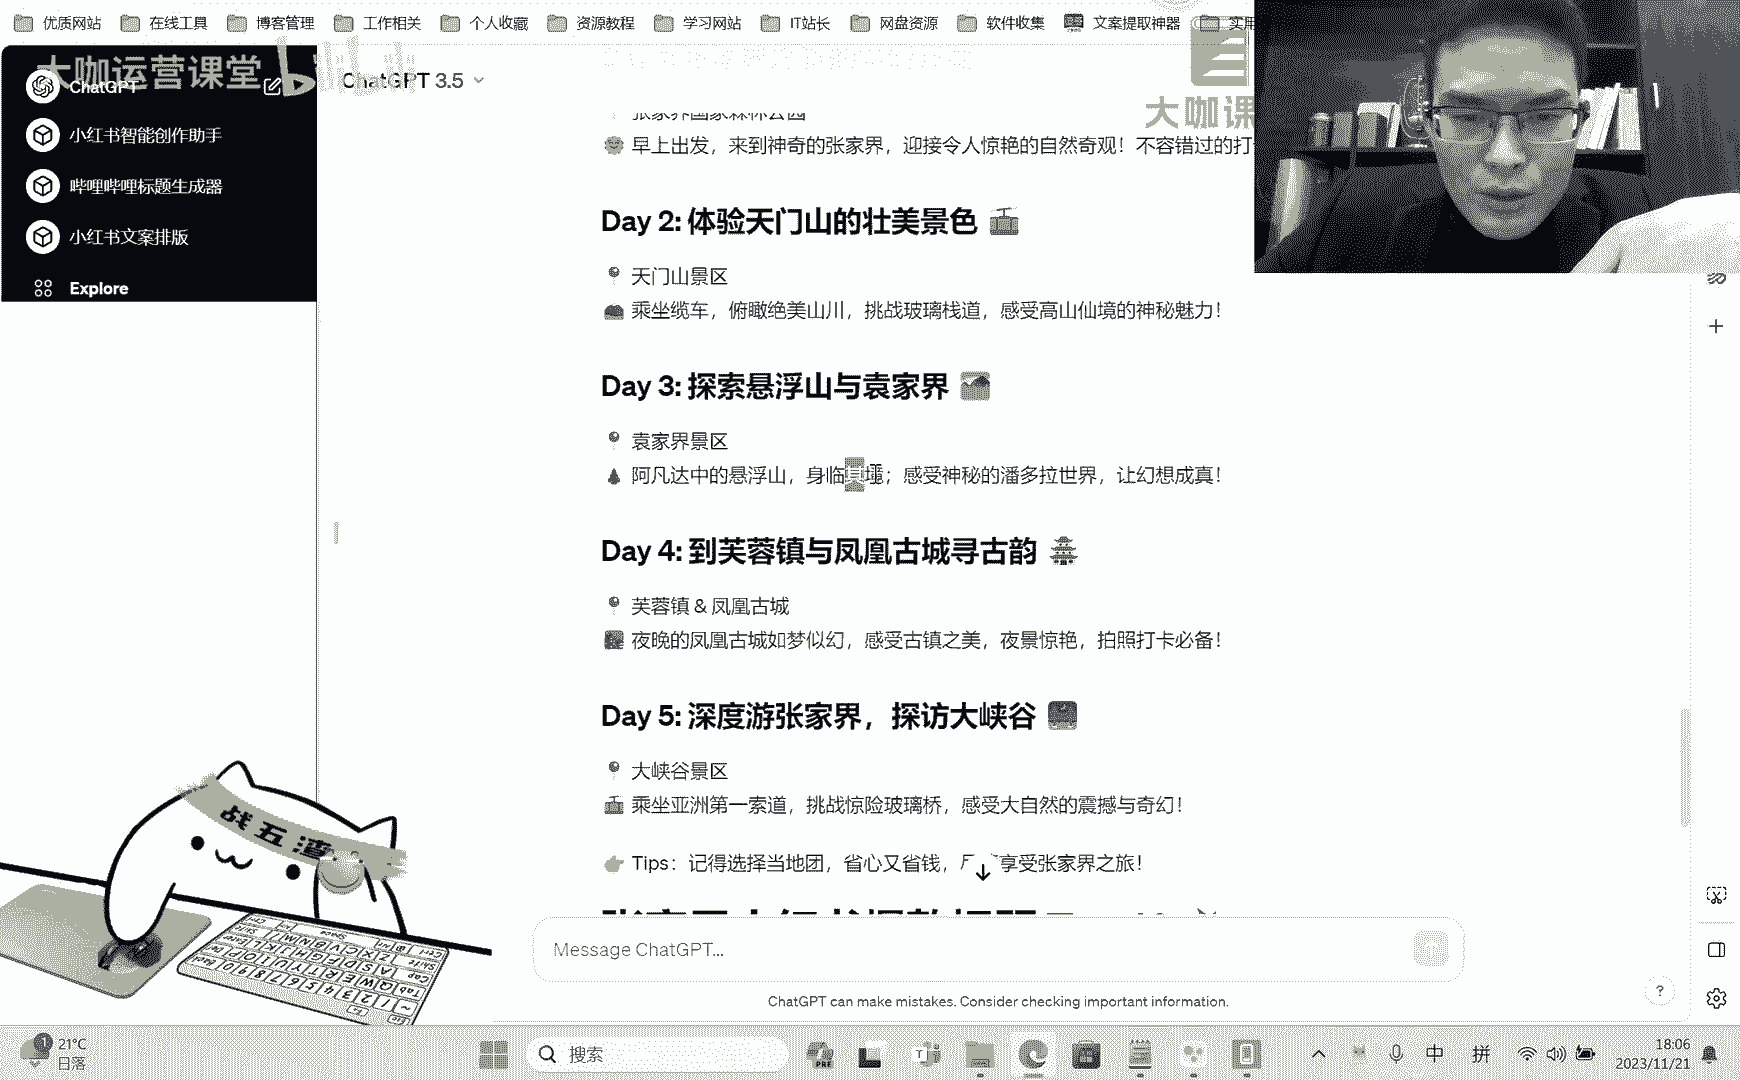 优质网站
在线工具
博客管理
工作相关
个人收藏
资源教程
学习网站
IT站长
网盘资源
软件收集
文案提取神器
实用
大咖运营课堂
bilibili
ChatGPT
ChatGPT 3.5
大咖课
小红书智能创作助手
哔哩哔哩标题生成器
小红书文案排版
Explore
张家界国家森林公园
早上出发，来到神奇的张家界，迎接令人惊艳的自然奇观！不容错过的打
Day 2: 体验天门山的壮美景色
天门山景区
乘坐缆车，俯瞰绝美山川，挑战玻璃栈道，感受高山仙境的神秘魅力！
Day 3: 探索悬浮山与袁家界
袁家界景区
阿凡达中的悬浮山，身临其境；感受神秘的潘多拉世界，让幻想成真！
Day 4: 到芙蓉镇与凤凰古城寻古韵
芙蓉镇 & 凤凰古城
夜晚的凤凰古城如梦似幻，感受古镇之美，夜景惊艳，拍照打卡必备！
Day 5: 深度游张家界，探访大峡谷
大峡谷景区
乘坐亚洲第一索道，挑战惊险玻璃桥，感受大自然的震撼与奇幻！
Tips：记得选择当地团，省心又省钱，享受张家界之旅！
战五渣
Message ChatGPT...
ChatGPT can make mistakes. Consider checking important information.
?
1
21°C
日落
搜索
PRE
中
拼
18:06
2023/11/21